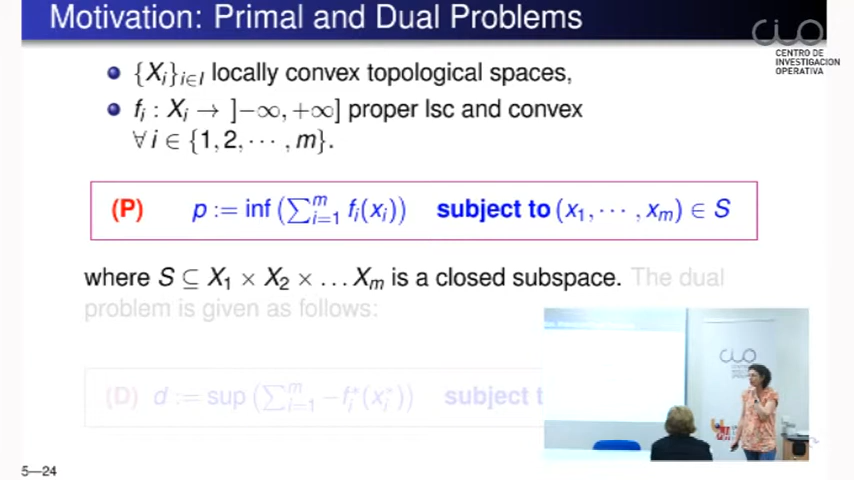 Motivation: Primal and Dual Problems
CENTRO DE
INVESTIGACION
OPERATIVA
{X_i}_{i∈I} locally convex topological spaces,
f_i : X_i → ]−∞, +∞] proper lsc and convex
∀ i ∈ {1, 2, ⋯ , m}.
(P) p := inf (∑_{i=1}^m f_i(x_i)) subject to (x_1, ⋯ , x_m) ∈ S
where S ⊆ X_1 × X_2 × … X_m is a closed subspace. The dual
problem is given as follows:
(D) d := sup (∑_{i=1}^m −f_i^*(x_i^*)) subject to
5—24